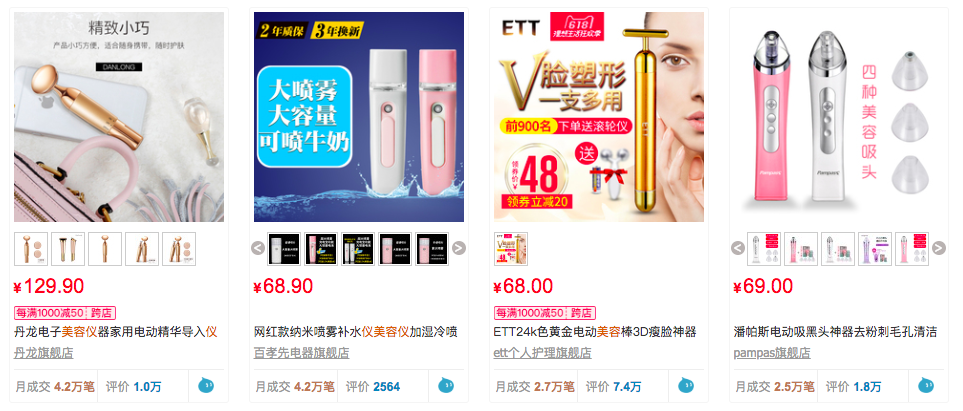 精致小巧
产品小巧方便，适合随身携带，随时护肤
DANLONG
¥129.90
每满1000减50 跨店
丹龙电子美容仪器家用电动精华导入仪
丹龙旗舰店
月成交 4.2万笔
评价 1.0万
2年质保 3年换新
大喷雾
大容量
可喷牛奶
¥68.90
网红款纳米喷雾补水仪美容仪加湿冷喷
百孝先电器旗舰店
月成交 4.2万笔
评价 2564
ETT
618
理想生活狂欢季
V脸塑形
一支多用
前900名 下单送滚轮仪
送
领券价¥48
领券立减20
¥68.00
每满1000减50 跨店
ETT24k色黄金电动美容棒3D瘦脸神器
ett个人护理旗舰店
月成交 2.7万笔
评价 7.4万
四种美容吸头
Pampas
Pampas
¥69.00
潘帕斯电动吸黑头神器去粉刺毛孔清洁
pampas旗舰店
月成交 2.5万笔
评价 1.8万